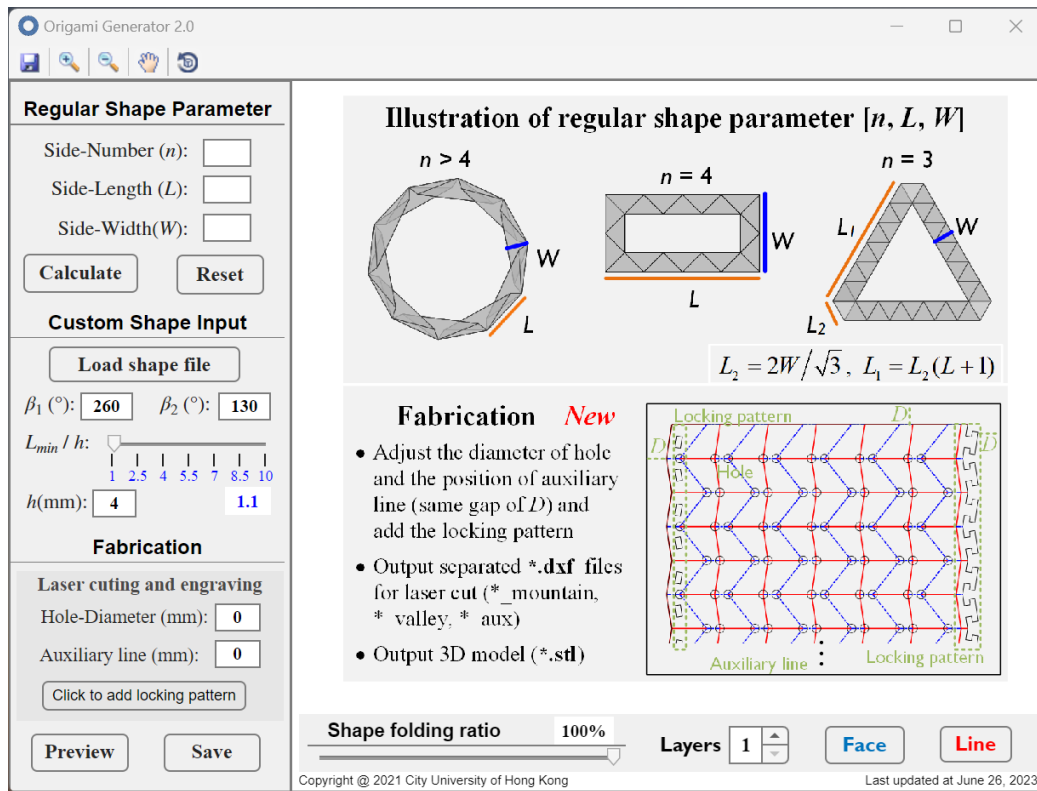 Origami Generator 2.0
Regular Shape Parameter
Side-Number (n):
Side-Length (L):
Side-Width(W):
Calculate
Reset
Custom Shape Input
Load shape file
β₁ (°): 260 β₂ (°): 130
Lmin / h:
1 2.5 4 5.5 7 8.5 10
h(mm): 4 1.1
Fabrication
Laser cuting and engraving
Hole-Diameter (mm): 0
Auxiliary line (mm): 0
Click to add locking pattern
Preview
Save
Illustration of regular shape parameter [n, L, W]
n > 4
n = 4
n = 3
W
L
W
L
L₁
W
L₂
L₂ = 2W/√3, L₁ = L₂(L+1)
Fabrication New
• Adjust the diameter of hole
and the position of auxiliary
line (same gap of D) and
add the locking pattern
• Output separated *.dxf files
for laser cut (*_mountain,
*_valley, *_aux)
• Output 3D model (*.stl)
Locking pattern
D
D
D
Hole
Auxiliary line
Locking pattern
Shape folding ratio 100%
Layers 1
Face
Line
Copyright @ 2021 City University of Hong Kong
Last updated at June 26, 2023